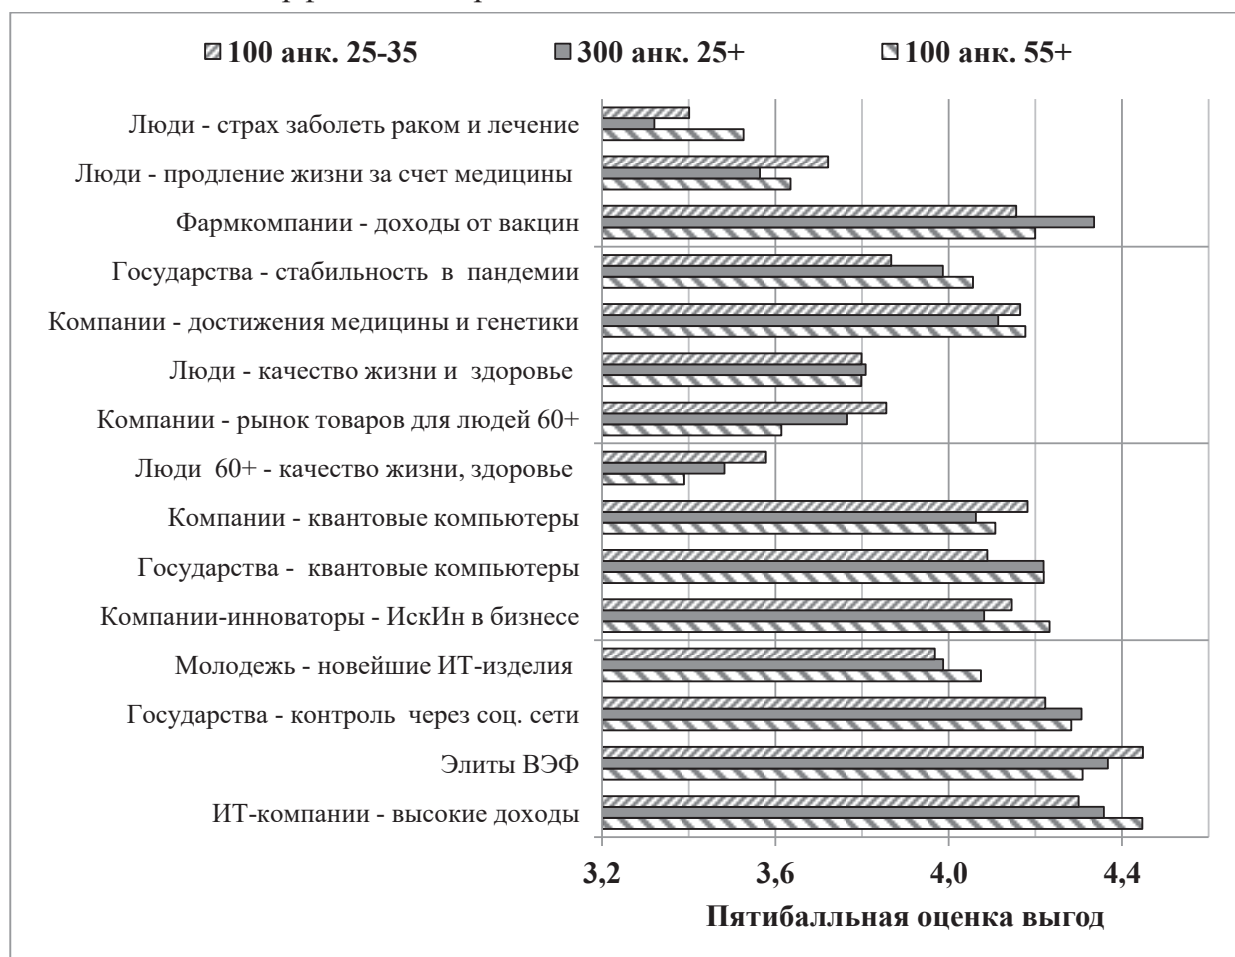 100 анк. 25-35 300 анк. 25+ 100 анк. 55+
Люди - страх заболеть раком и лечение
Люди - продление жизни за счет медицины
Фармкомпании - доходы от вакцин
Государства - стабильность в пандемии
Компании - достижения медицины и генетики
Люди - качество жизни и здоровье
Компании - рынок товаров для людей 60+
Люди 60+ - качество жизни, здоровье
Компании - квантовые компьютеры
Государства - квантовые компьютеры
Компании-инноваторы - ИскИн в бизнесе
Молодежь - новейшие ИТ-изделия
Государства - контроль через соц. сети
Элиты ВЭФ
ИТ-компании - высокие доходы
3,2 3,6 4,0 4,4
Пятибалльная оценка выгод